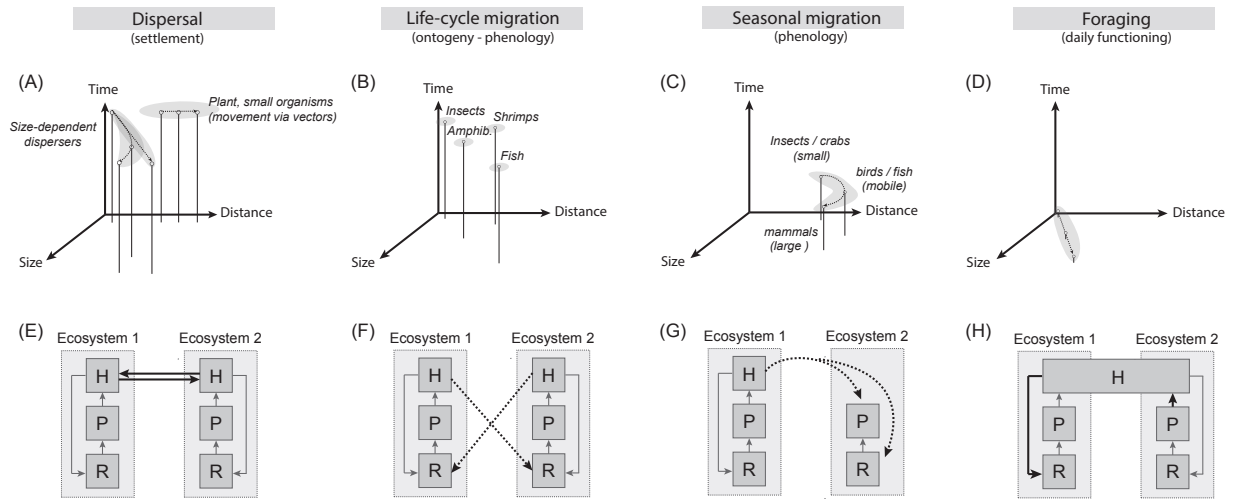 Dispersal
(settlement)
Life-cycle migration
(ontogeny - phenology)
Seasonal migration
(phenology)
Foraging
(daily functioning)
(A)
Time
Plant, small organisms
(movement via vectors)
Size-dependent
dispersers
Distance
Size
(B)
Time
Insects
Shrimps
Amphib.
Fish
Distance
Size
(C)
Time
Insects / crabs
(small)
birds / fish
(mobile)
Distance
mammals
(large )
Size
(D)
Time
Distance
Size
(E)
Ecosystem 1
Ecosystem 2
H
H
P
P
R
R
(F)
Ecosystem 1
Ecosystem 2
H
H
P
P
R
R
(G)
Ecosystem 1
Ecosystem 2
H
P
P
R
R
(H)
Ecosystem 1
Ecosystem 2
H
P
P
R
R